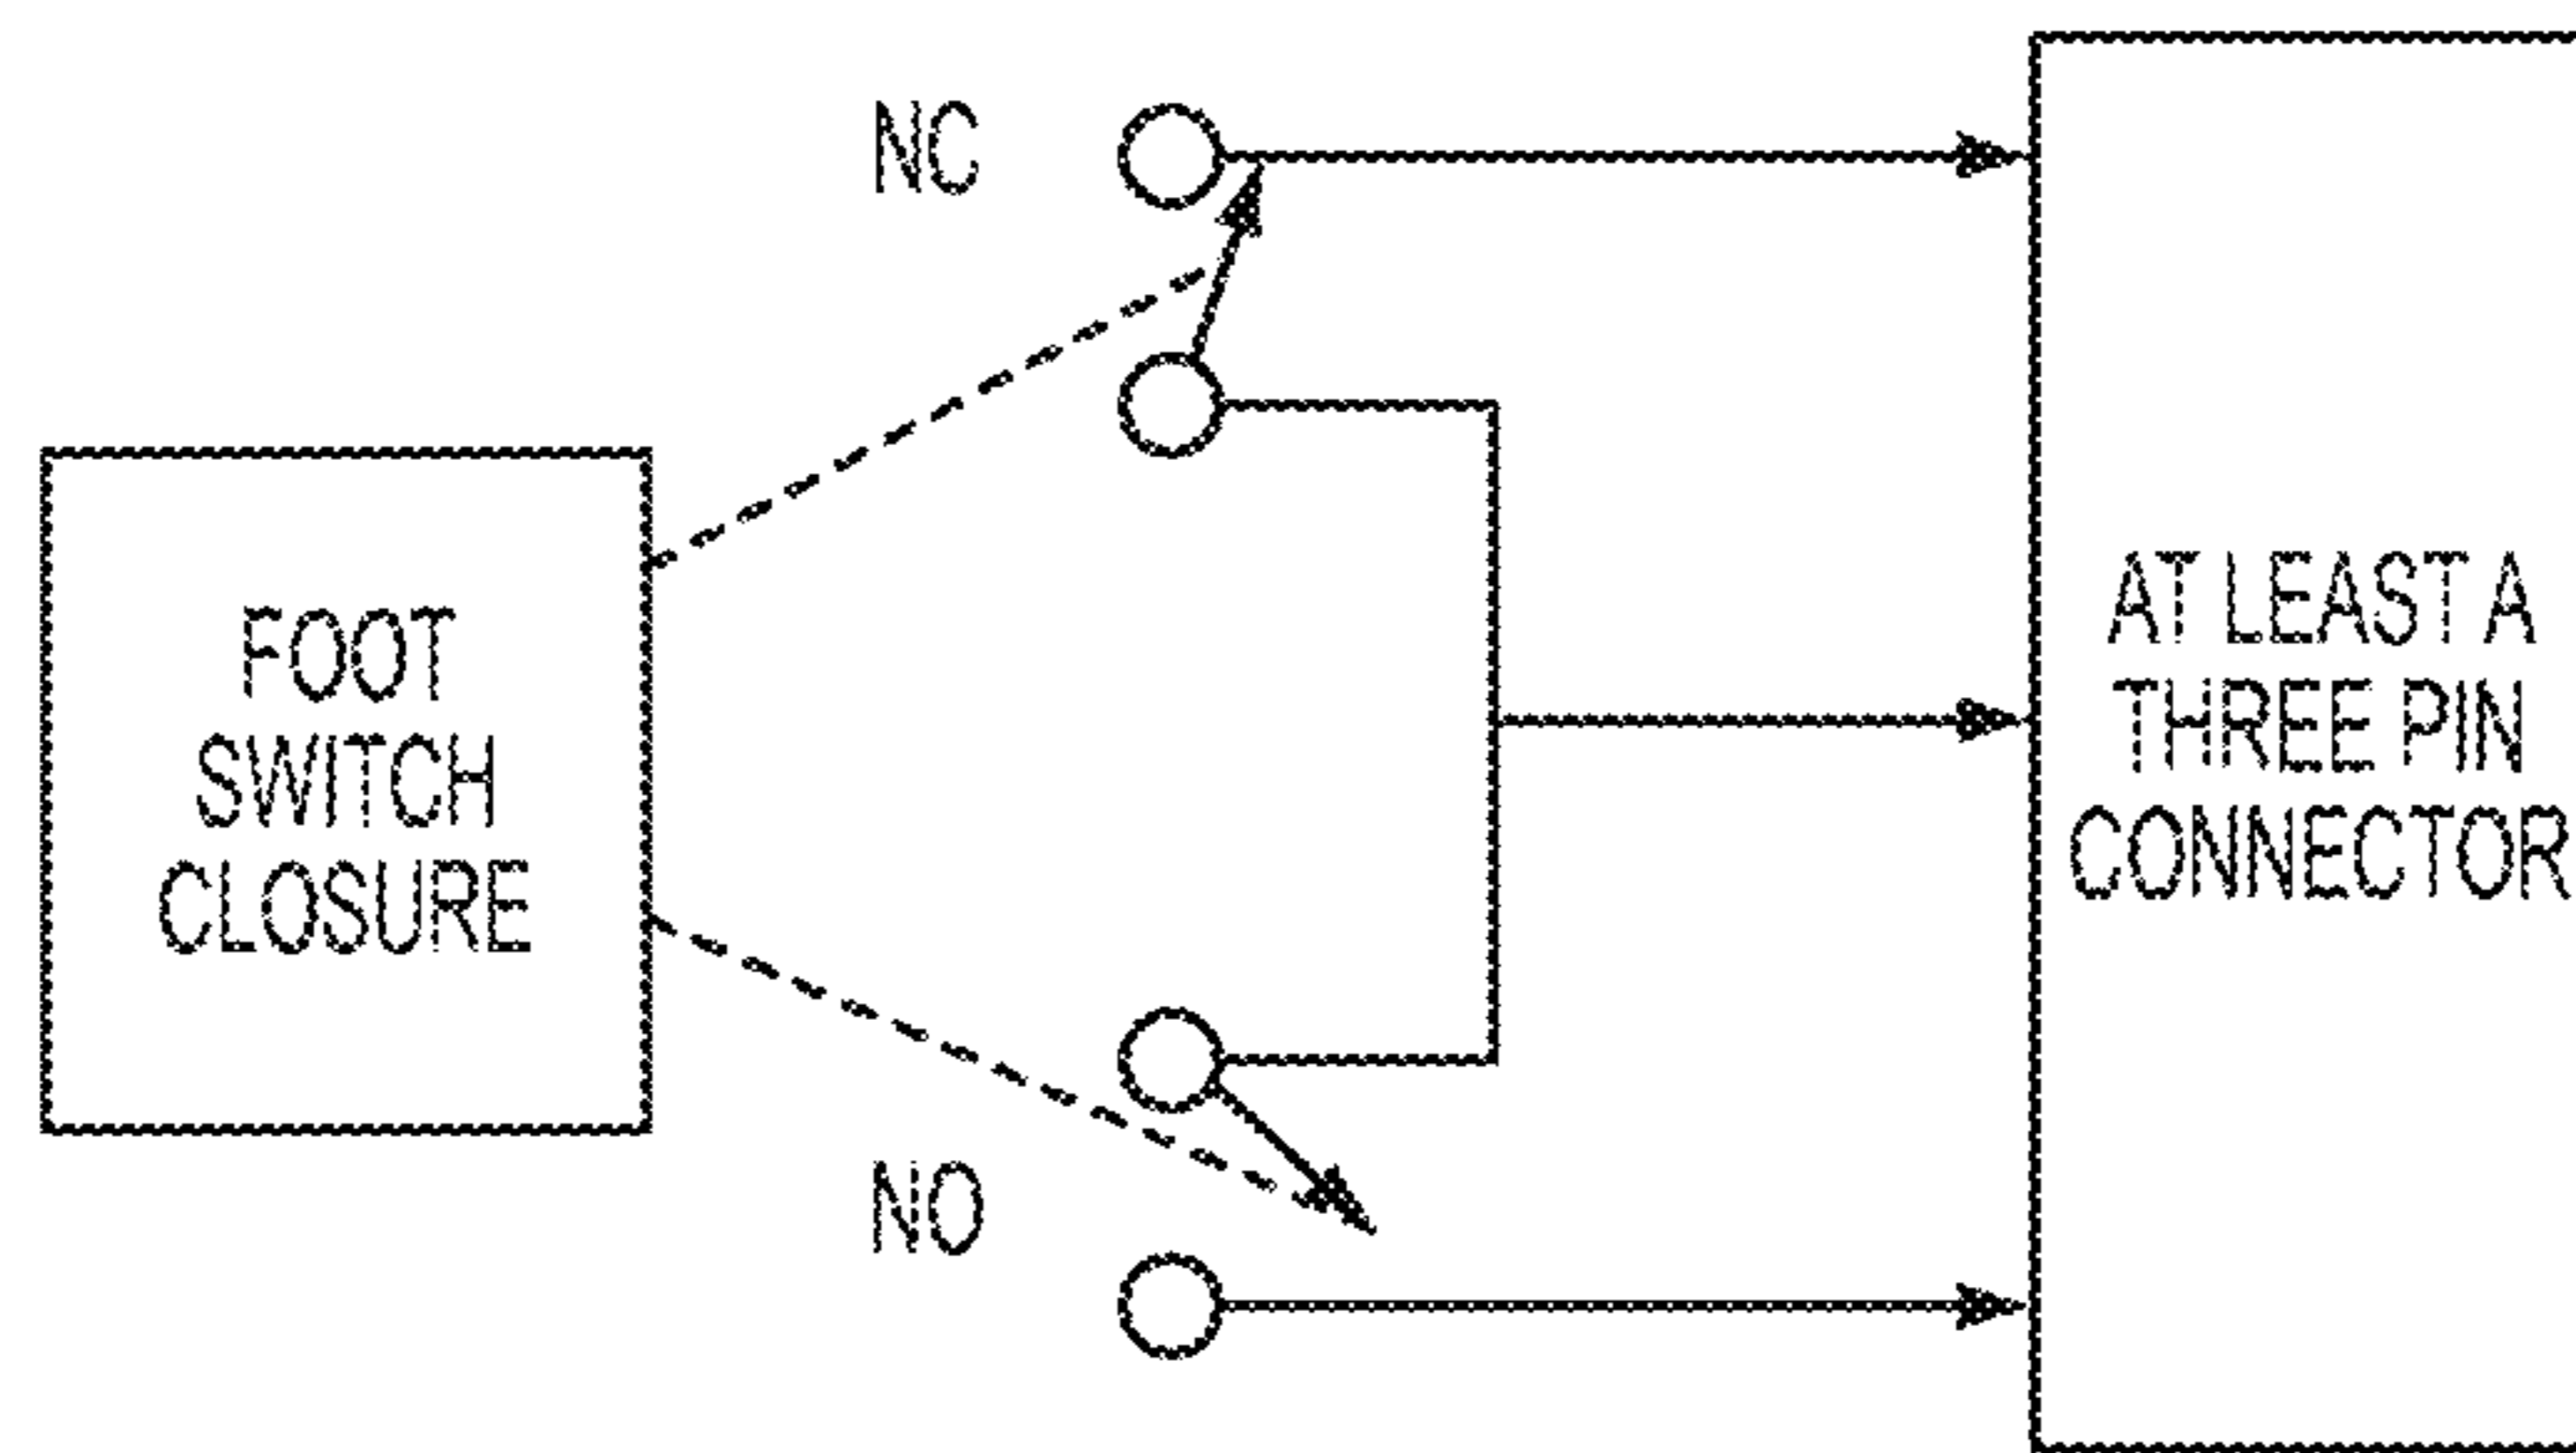 NC
FOOT
SWITCH
CLOSURE
NO
AT LEAST A
THREE PIN
CONNECTOR